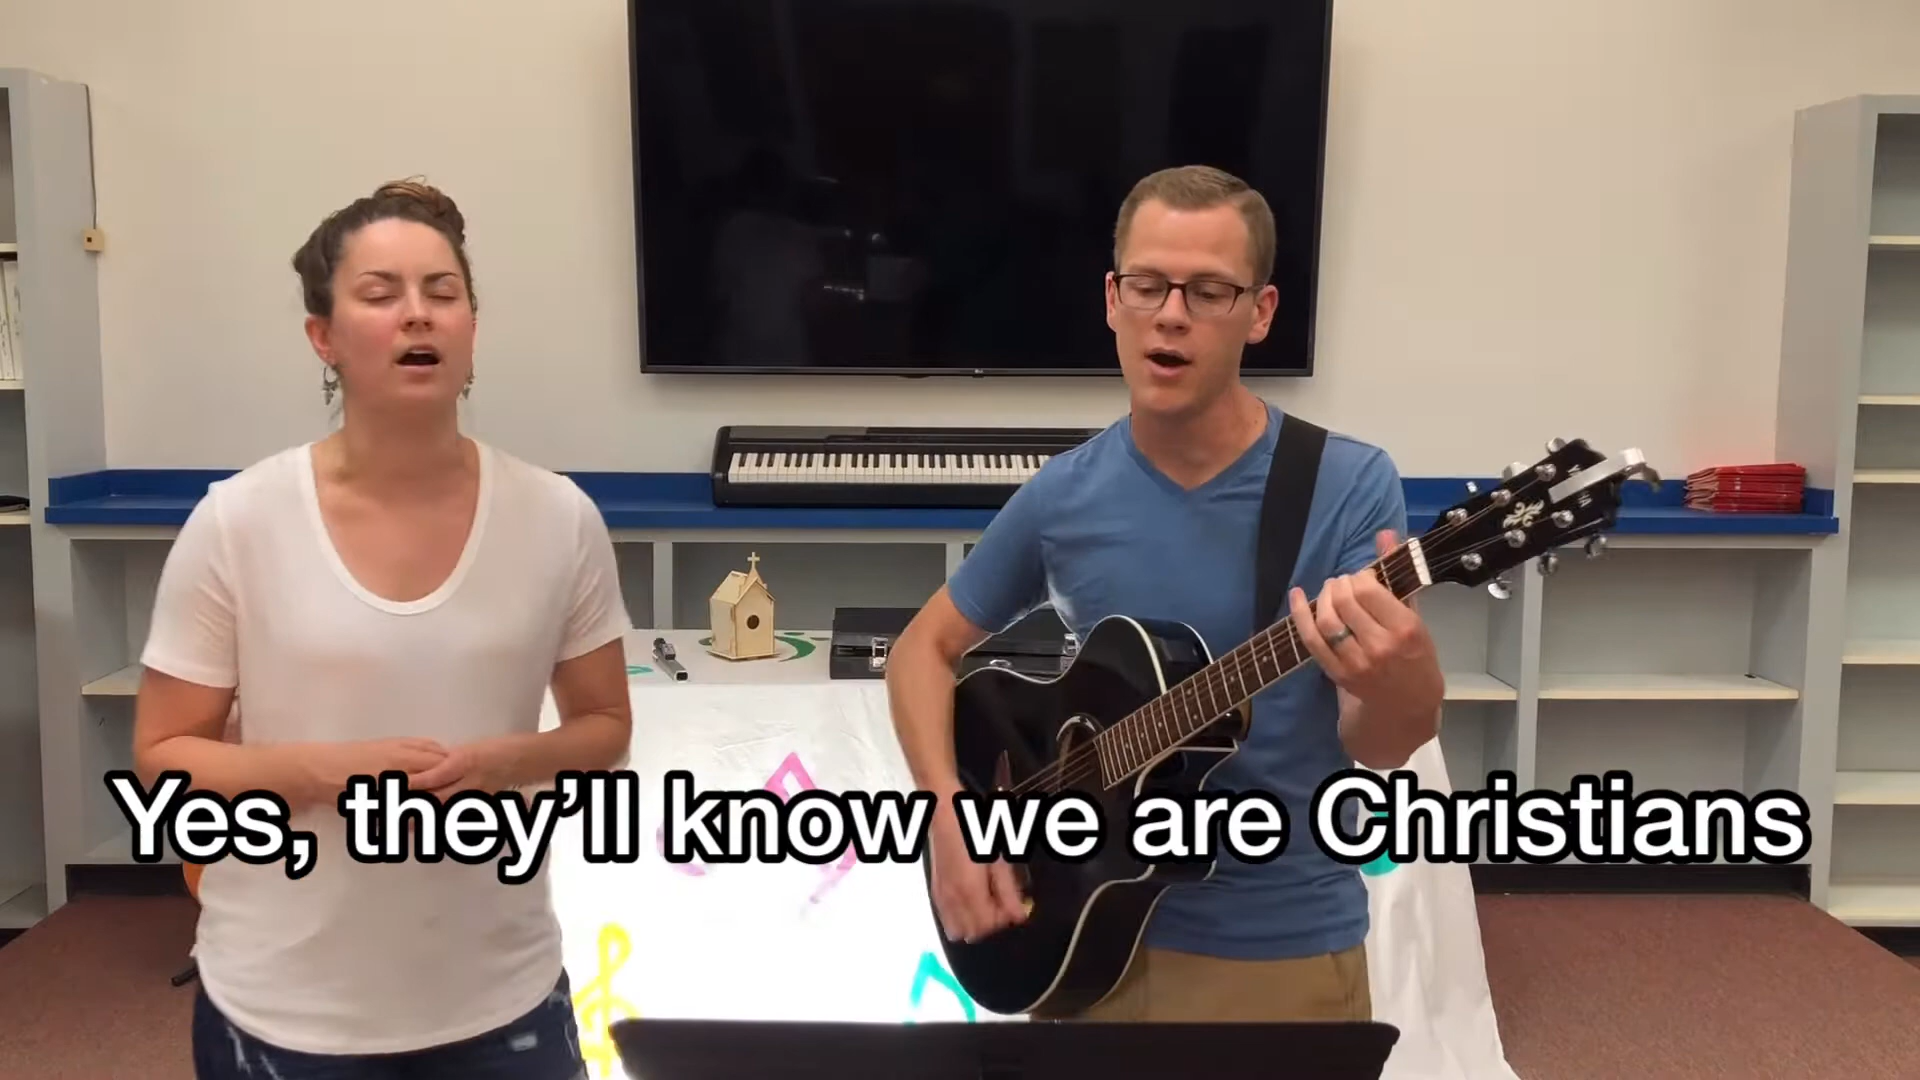 Yes, they’ll know we are Christians